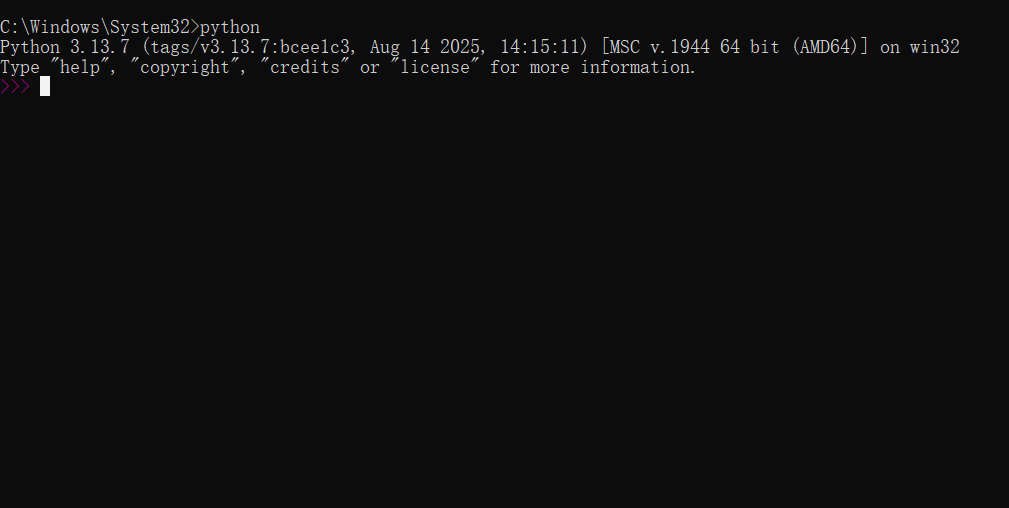 C:\Windows\System32>python
Python 3.13.7 (tags/v3.13.7:bcee1c3, Aug 14 2025, 14:15:11) [MSC v.1944 64 bit (AMD64)] on win32
Type "help", "copyright", "credits" or "license" for more information.
>>>